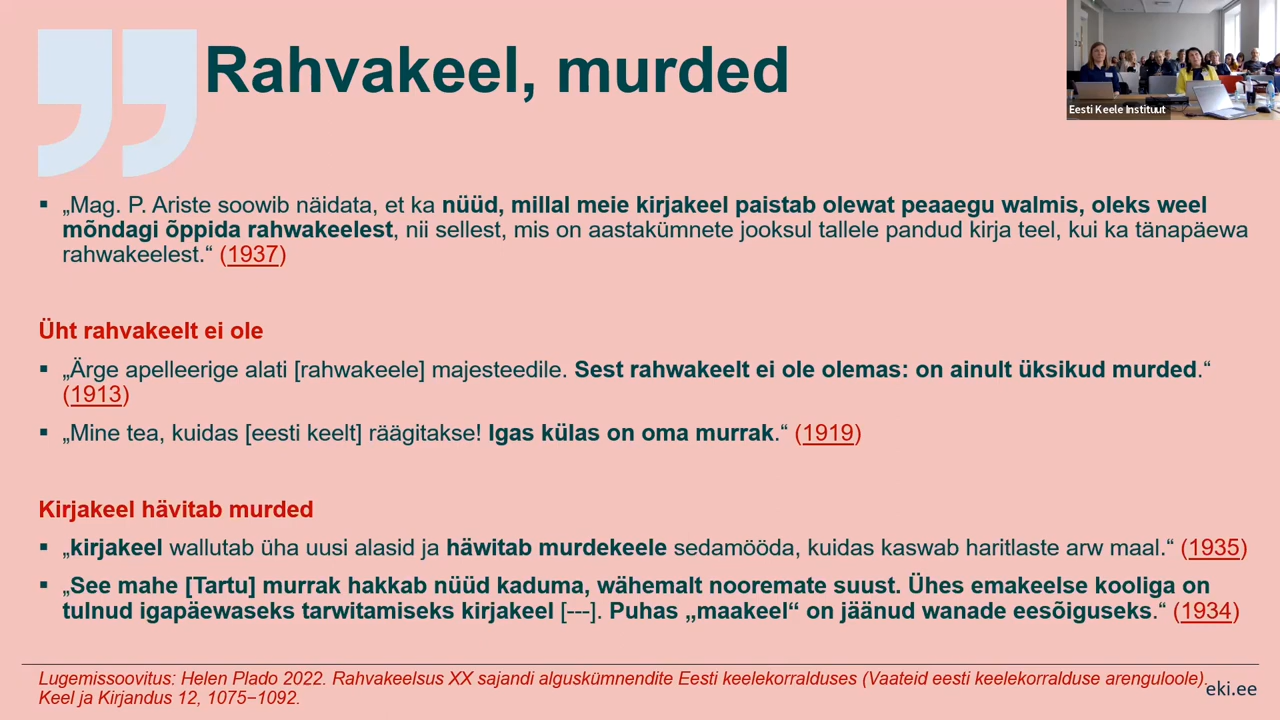 Rahvakeel, murded
Eesti Keele Instituut
▪ „Mag. P. Ariste soowib näidata, et ka nüüd, millal meie kirjakeel paistab olewat peaaegu walmis, oleks weel
mõndagi õppida rahwakeelest, nii sellest, mis on aastakümnete jooksul tallele pandud kirja teel, kui ka tänapäewa
rahwakeelest.“ (1937)
Üht rahvakeelt ei ole
▪ „Ärge apelleerige alati [rahwakeele] majesteedile. Sest rahwakeelt ei ole olemas: on ainult üksikud murded.“
(1913)
▪ „Mine tea, kuidas [eesti keelt] räägitakse! Igas külas on oma murrak.“ (1919)
Kirjakeel hävitab murded
▪ „kirjakeel wallutab üha uusi alasid ja häwitab murdekeele sedamööda, kuidas kaswab haritlaste arw maal.“ (1935)
▪ „See mahe [Tartu] murrak hakkab nüüd kaduma, wähemalt nooremate suust. Ühes emakeelse kooliga on
tulnud igapäewaseks tarwitamiseks kirjakeel [---]. Puhas „maakeel“ on jäänud wanade eesõiguseks.“ (1934)
Lugemissoovitus: Helen Plado 2022. Rahvakeelsus XX sajandi alguskümnendite Eesti keelekorralduses (Vaateid eesti keelekorralduse arenguloole).
Keel ja Kirjandus 12, 1075−1092.
eki.ee